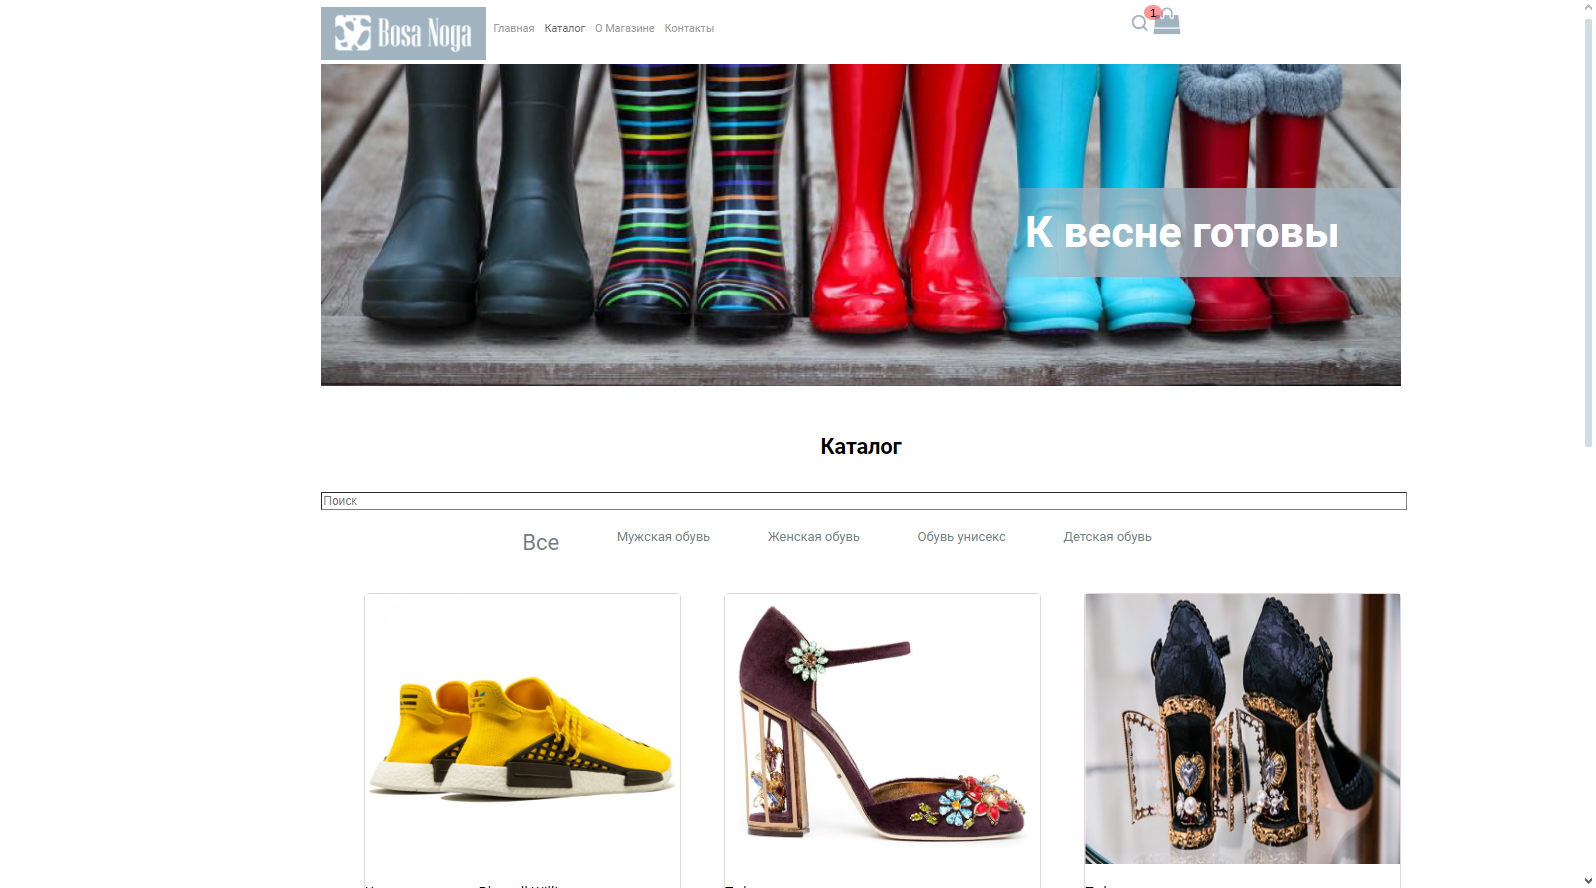 Bosa Noga
Главная Каталог О Магазине Контакты
1
К весне готовы
Каталог
Поиск
Все Мужская обувь Женская обувь Обувь унисекс Детская обувь